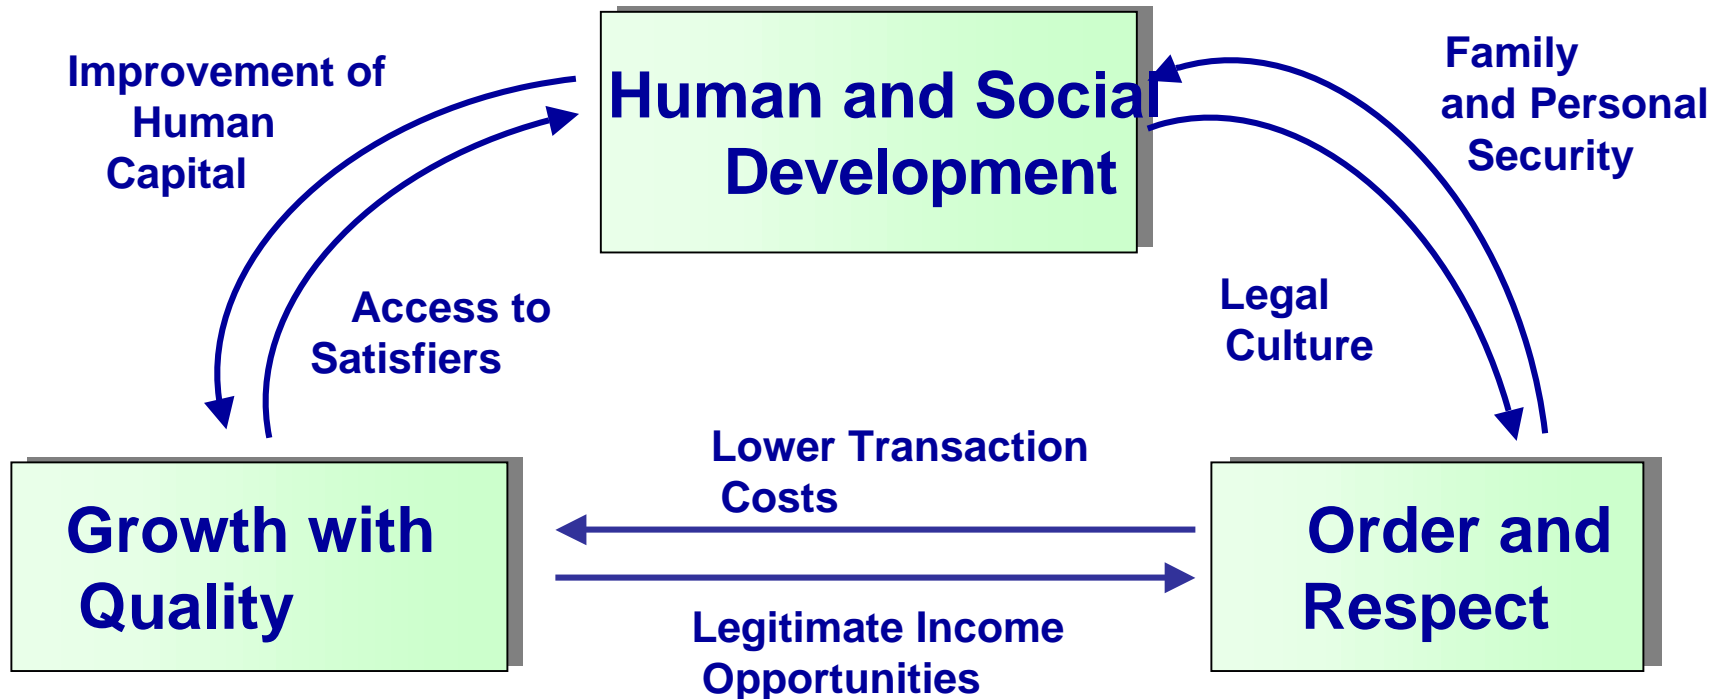 Improvement of
Human
Capital
Human and Social
Development
Family
and Personal
Security
Access to
Satisfiers
Legal
Culture
Lower Transaction
Costs
Growth with
Quality
Order and
Respect
Legitimate Income
Opportunities